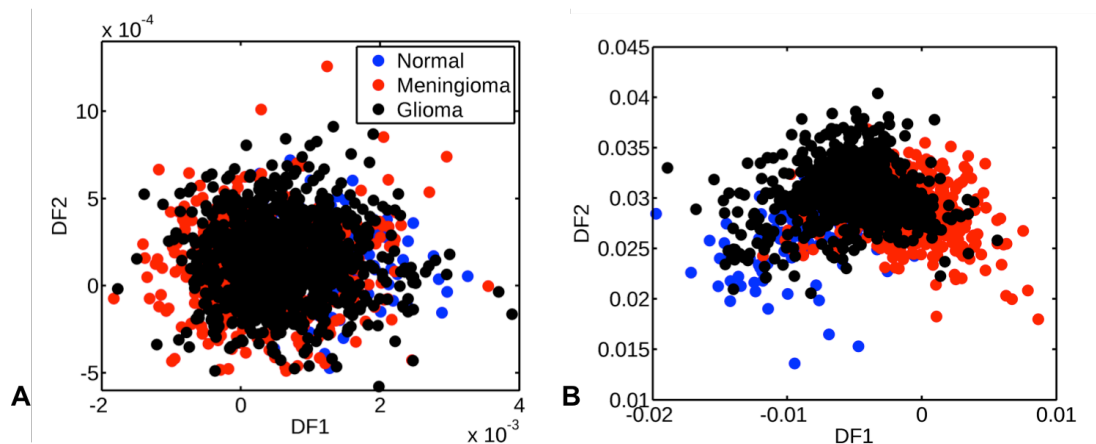 x 10-4
Normal
Meningioma
Glioma
10
5
0
-5
DF2
-2
0
2
4
DF1
x 10-3
A
0.045
0.04
0.035
0.03
0.025
0.02
0.015
0.01
DF2
-0.02
-0.01
0
0.01
DF1
B